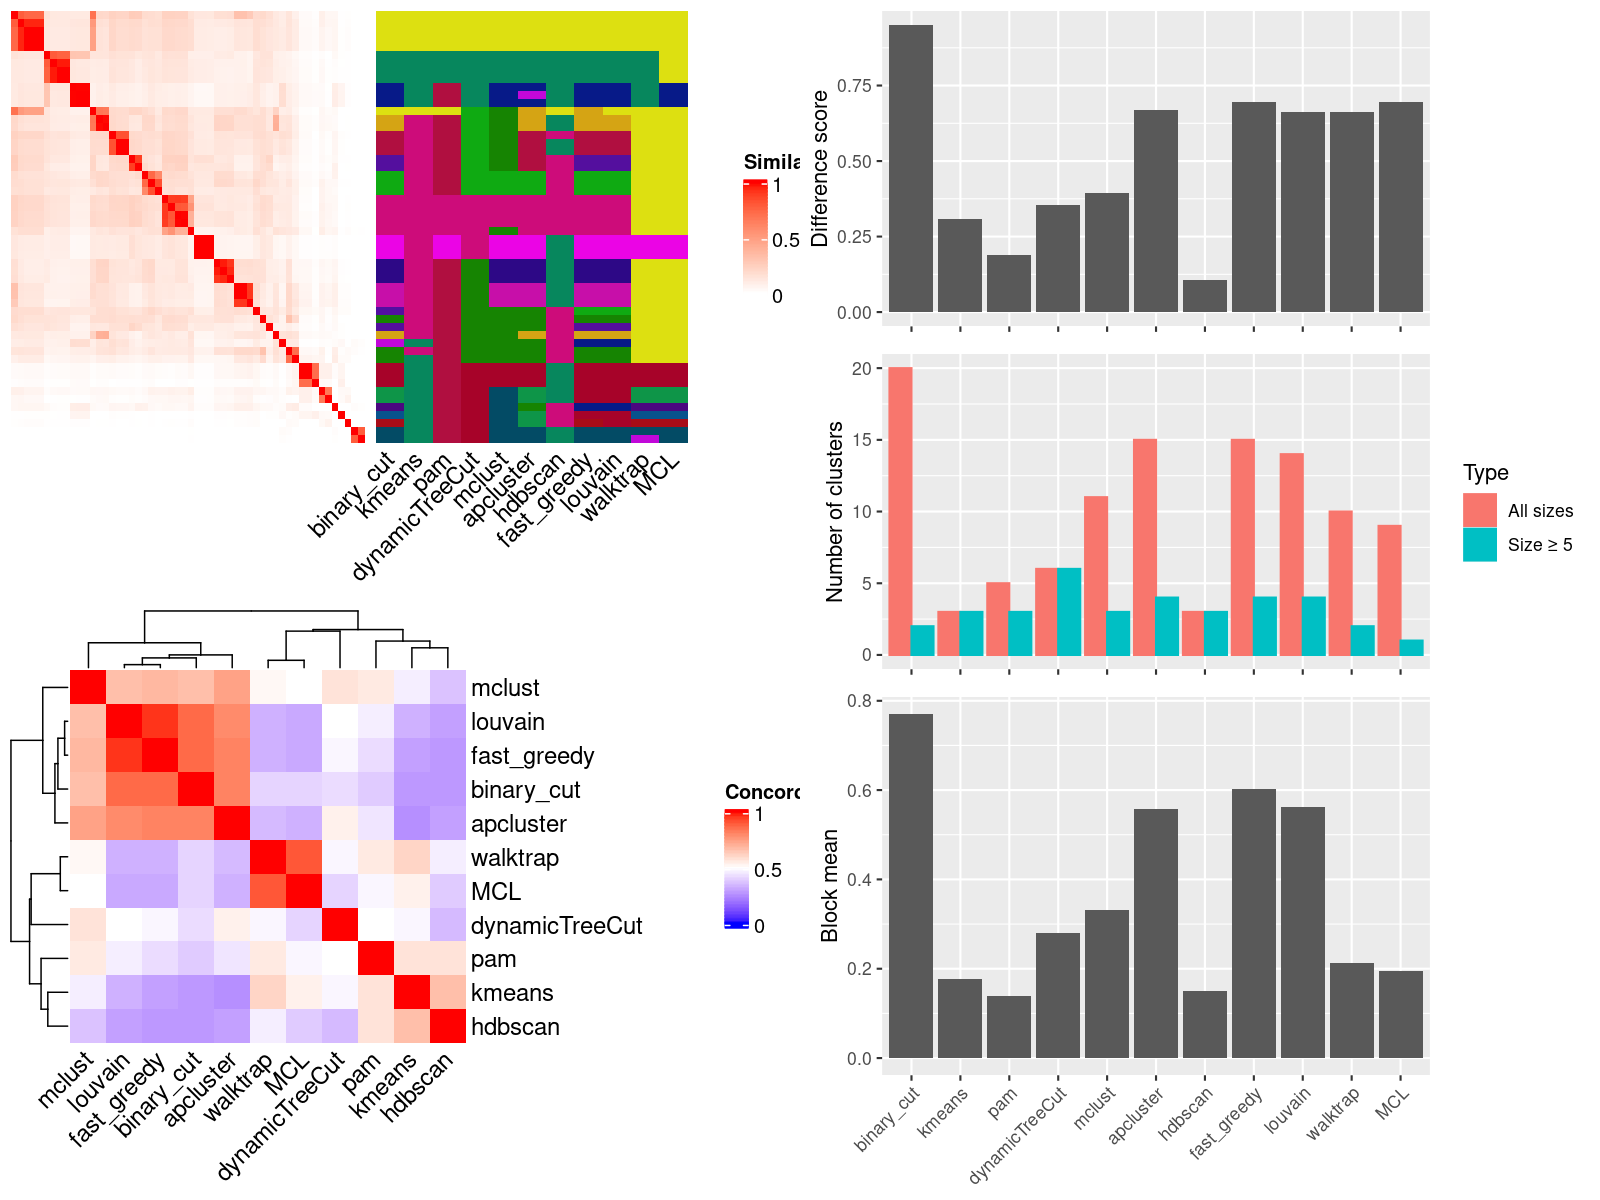 Simila
1
0.5
0
binary_cut
kmeans
pam
dynamicTreeCut
mclust
apcluster
hdbscan
fast_greedy
louvain
walktrap
MCL
Difference score
0.75
0.50
0.25
0.00
Number of clusters
20
15
10
5
0
Type
All sizes
Size ≥ 5
Block mean
0.8
0.6
0.4
0.2
0.0
binary_cut
kmeans
pam
dynamicTreeCut
mclust
apcluster
hdbscan
fast_greedy
louvain
walktrap
MCL
mclust
louvain
fast_greedy
binary_cut
apcluster
walktrap
MCL
dynamicTreeCut
pam
kmeans
hdbscan
Concord
1
0.5
0
mclust
louvain
fast_greedy
binary_cut
apcluster
walktrap
MCL
dynamicTreeCut
pam
kmeans
hdbscan